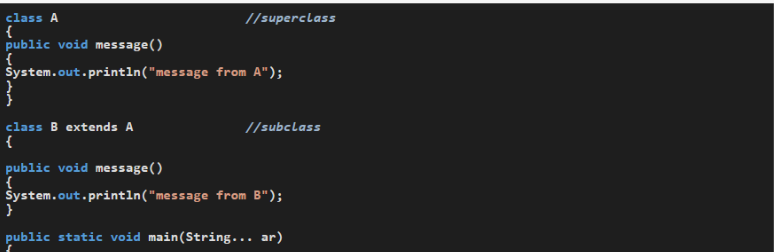 class A                         //superclass
{
public void message()
{
System.out.println("message from A");
}
}
class B extends A               //subclass
{
public void message()
{
System.out.println("message from B");
}
public static void main(String... ar)
{